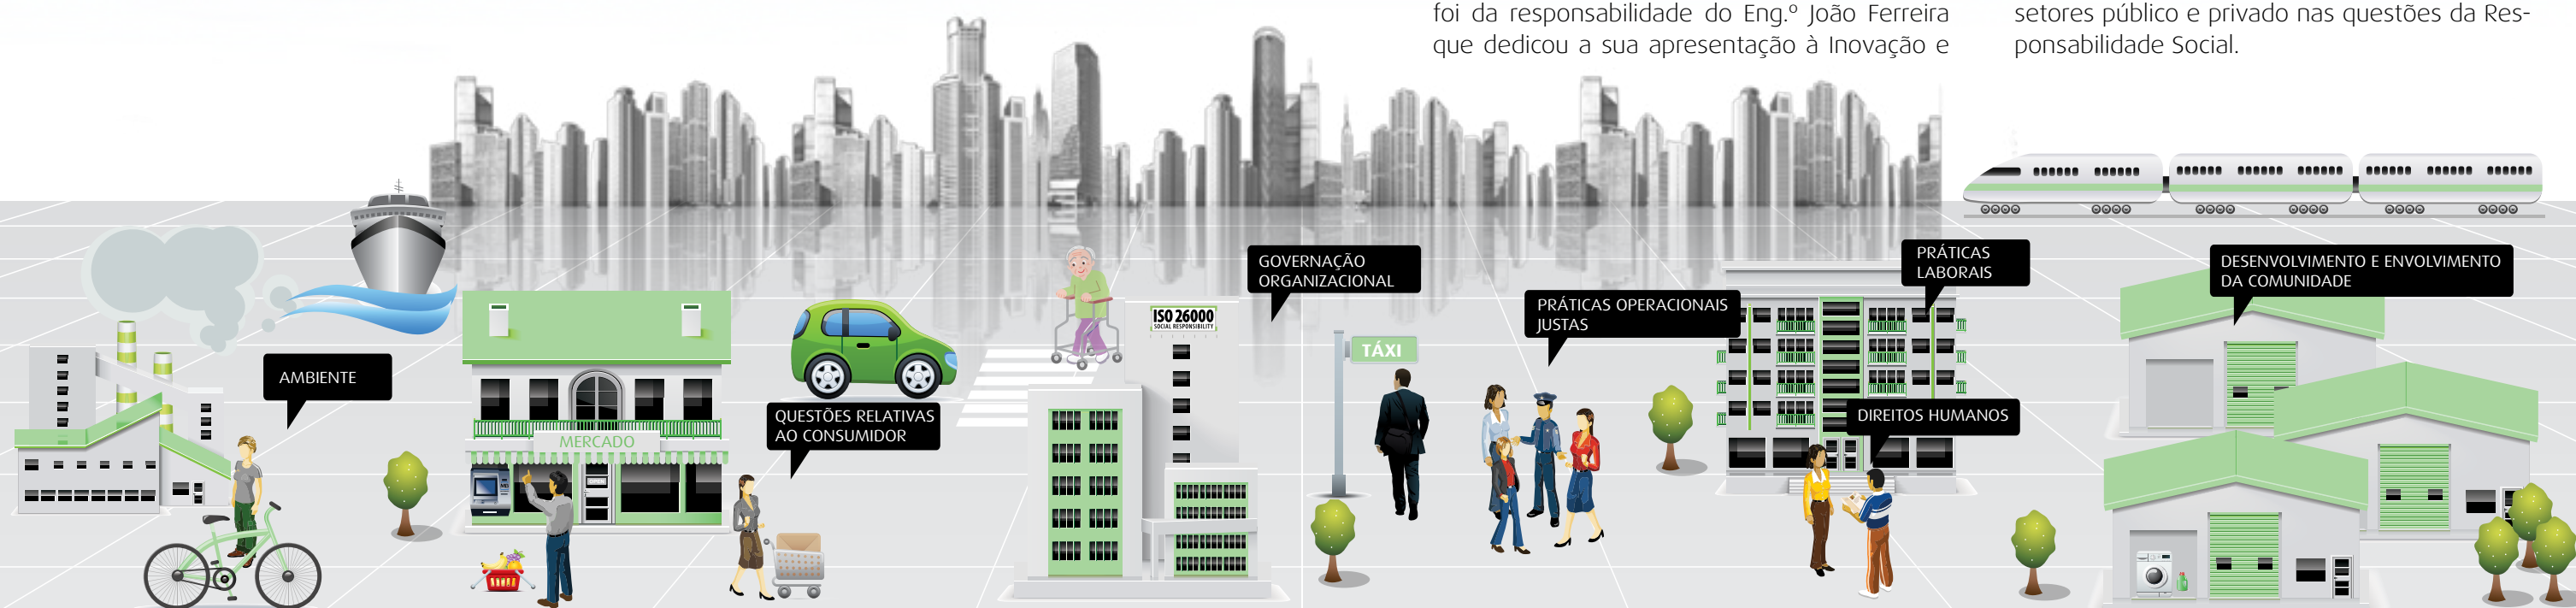 foi da responsabilidade do Eng.º João Ferreira
que dedicou a sua apresentação à Inovação e
setores público e privado nas questões da Res-
ponsabilidade Social.
GOVERNAÇÃO
ORGANIZACIONAL
PRÁTICAS
LABORAIS
DESENVOLVIMENTO E ENVOLVIMENTO
DA COMUNIDADE
PRÁTICAS OPERACIONAIS
JUSTAS
ISO 26000
SOCIAL RESPONSIBILITY
TÁXI
AMBIENTE
QUESTÕES RELATIVAS
AO CONSUMIDOR
DIREITOS HUMANOS
MERCADO
OPEN